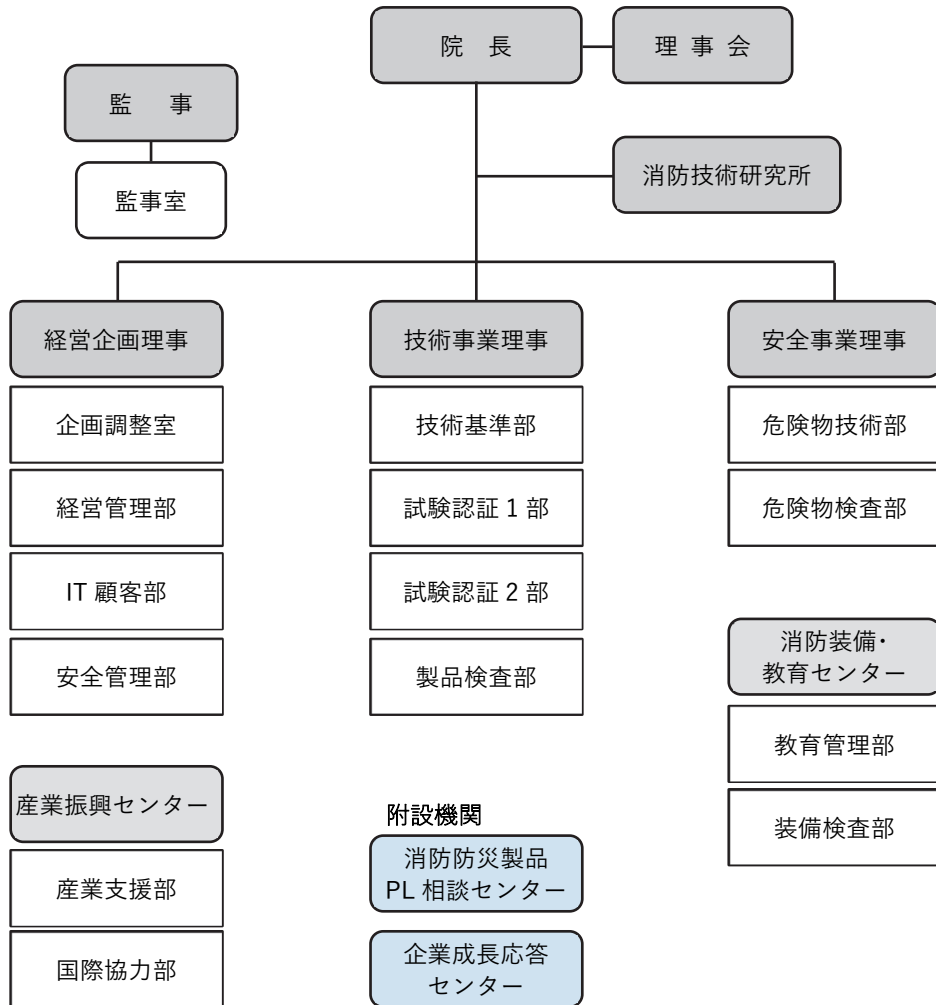 院　長
理 事 会
監　事
監事室
消防技術研究所
経営企画理事
企画調整室
経営管理部
IT 顧客部
安全管理部
産業振興センター
産業支援部
国際協力部
技術事業理事
技術基準部
試験認証 1 部
試験認証 2 部
製品検査部
附設機関
消防防災製品
PL 相談センター
企業成長応答
センター
安全事業理事
危険物技術部
危険物検査部
消防装備・
教育センター
教育管理部
装備検査部